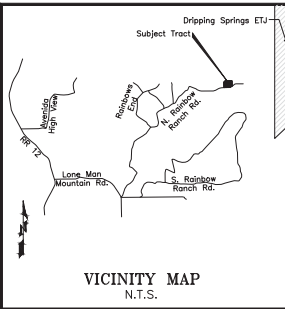 Dripping Springs ETJ
Subject Tract
Avenida
High View
Rainbows
End
N. Rainbow
Ranch Rd.
RR 12
Lone Man
Mountain Rd.
S. Rainbow
Ranch Rd.
VICINITY MAP
N.T.S.